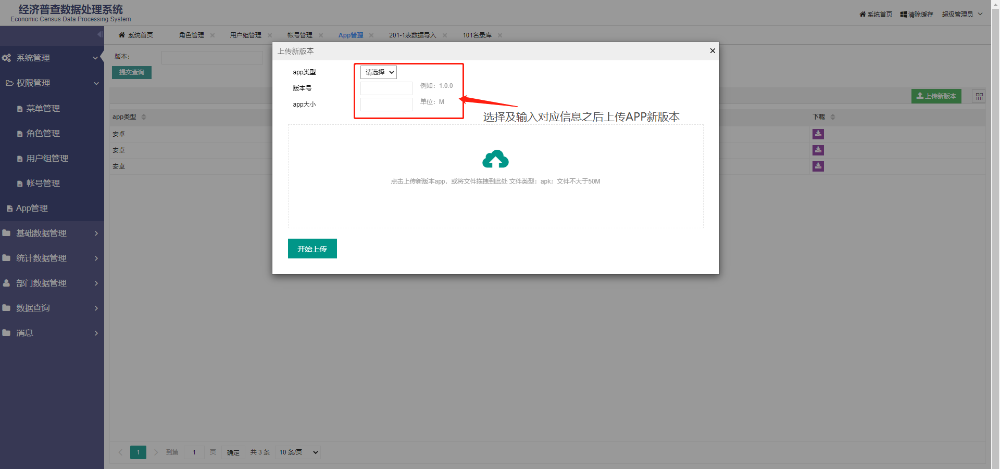 经济普查数据处理系统
Economic Census Data Processing System
系统首页 清除缓存 超级管理员
系统首页 角色管理 用户组管理 帐号管理 App管理 201-1表数据导入 101名录库
系统管理
权限管理
菜单管理
角色管理
用户组管理
帐号管理
App管理
基础数据管理
统计数据管理
部门数据管理
数据查询
消息
版本：
提交查询
上传新版本
app类型
下载
安卓
安卓
安卓
上传新版本
app类型 请选择
版本号 例如：1.0.0
app大小 单位：M
选择及输入对应信息之后上传APP新版本
点击上传新版本app，或将文件拖拽到此处 文件类型：apk；文件不大于50M
开始上传
1 到第 1 页 确定 共 3 条 10 条/页